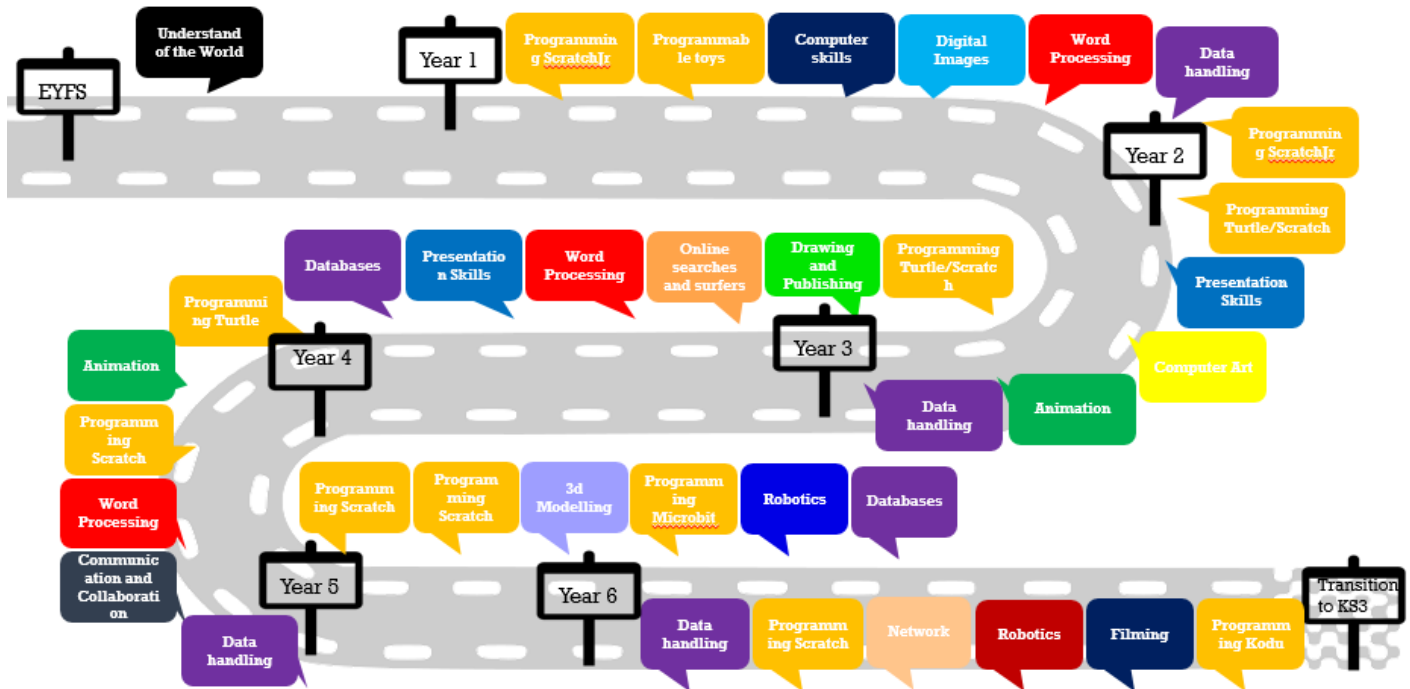 EYFS
Understand
of the World
Year 1
Programmin
g ScratchJr
Programmab
le toys
Computer
skills
Digital
Images
Word
Processing
Data
handling
Year 2
Programmin
g ScratchJr
Programming
Turtle/Scratch
Presentation
Skills
Computer Art
Animation
Data
handling
Year 3
Programming
Turtle/Scratc
h
Drawing
and
Publishing
Online
searches
and surfers
Word
Processing
Presentatio
n Skills
Databases
Year 4
Programmi
ng Turtle
Animation
Programm
ing
Scratch
Word
Processing
Communic
ation and
Collaborati
on
Data
handling
Year 5
Programm
ing Scratch
Program
ming
Scratch
3d
Modelling
Programm
ing
Microbit
Robotics
Databases
Year 6
Data
handling
Programm
ing Scratch
Network
Robotics
Filming
Programm
ing Kodu
Transition
to KS3